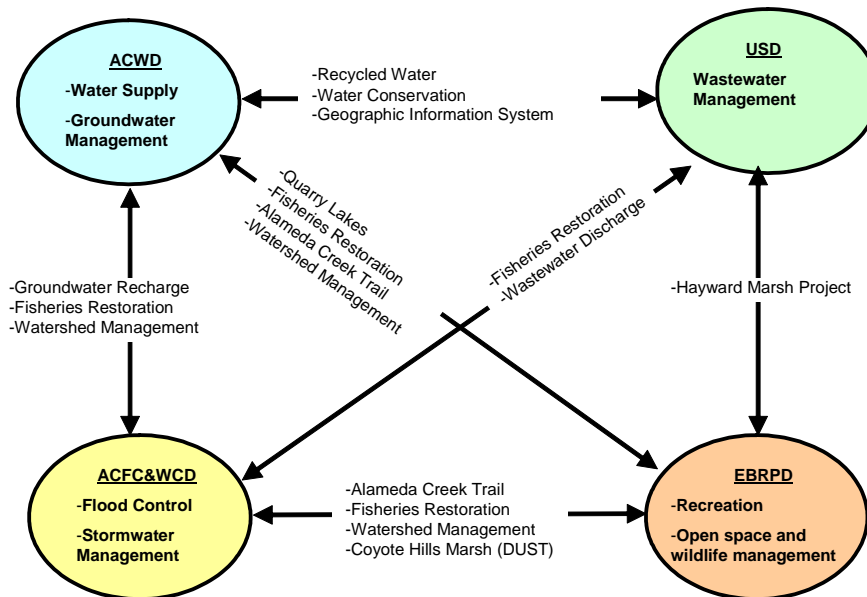 ACWD
-Water Supply
-Groundwater
Management
-Recycled Water
-Water Conservation
-Geographic Information System
USD
Wastewater
Management
-Quarry Lakes
-Fisheries Restoration
-Alameda Creek Trail
-Watershed Management
-Fisheries Restoration
-Wastewater Discharge
-Groundwater Recharge
-Fisheries Restoration
-Watershed Management
-Hayward Marsh Project
ACFC&WCD
-Flood Control
-Stormwater
Management
-Alameda Creek Trail
-Fisheries Restoration
-Watershed Management
-Coyote Hills Marsh (DUST)
EBRPD
-Recreation
-Open space and
wildlife management